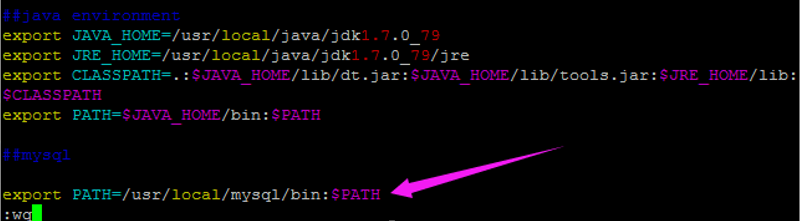 ##java environment
export JAVA_HOME=/usr/local/java/jdk1.7.0_79
export JRE_HOME=/usr/local/java/jdk1.7.0_79/jre
export CLASSPATH=.:$JAVA_HOME/lib/dt.jar:$JAVA_HOME/lib/tools.jar:$JRE_HOME/lib:
$CLASSPATH
export PATH=$JAVA_HOME/bin:$PATH
##mysql
export PATH=/usr/local/mysql/bin:$PATH
:wq